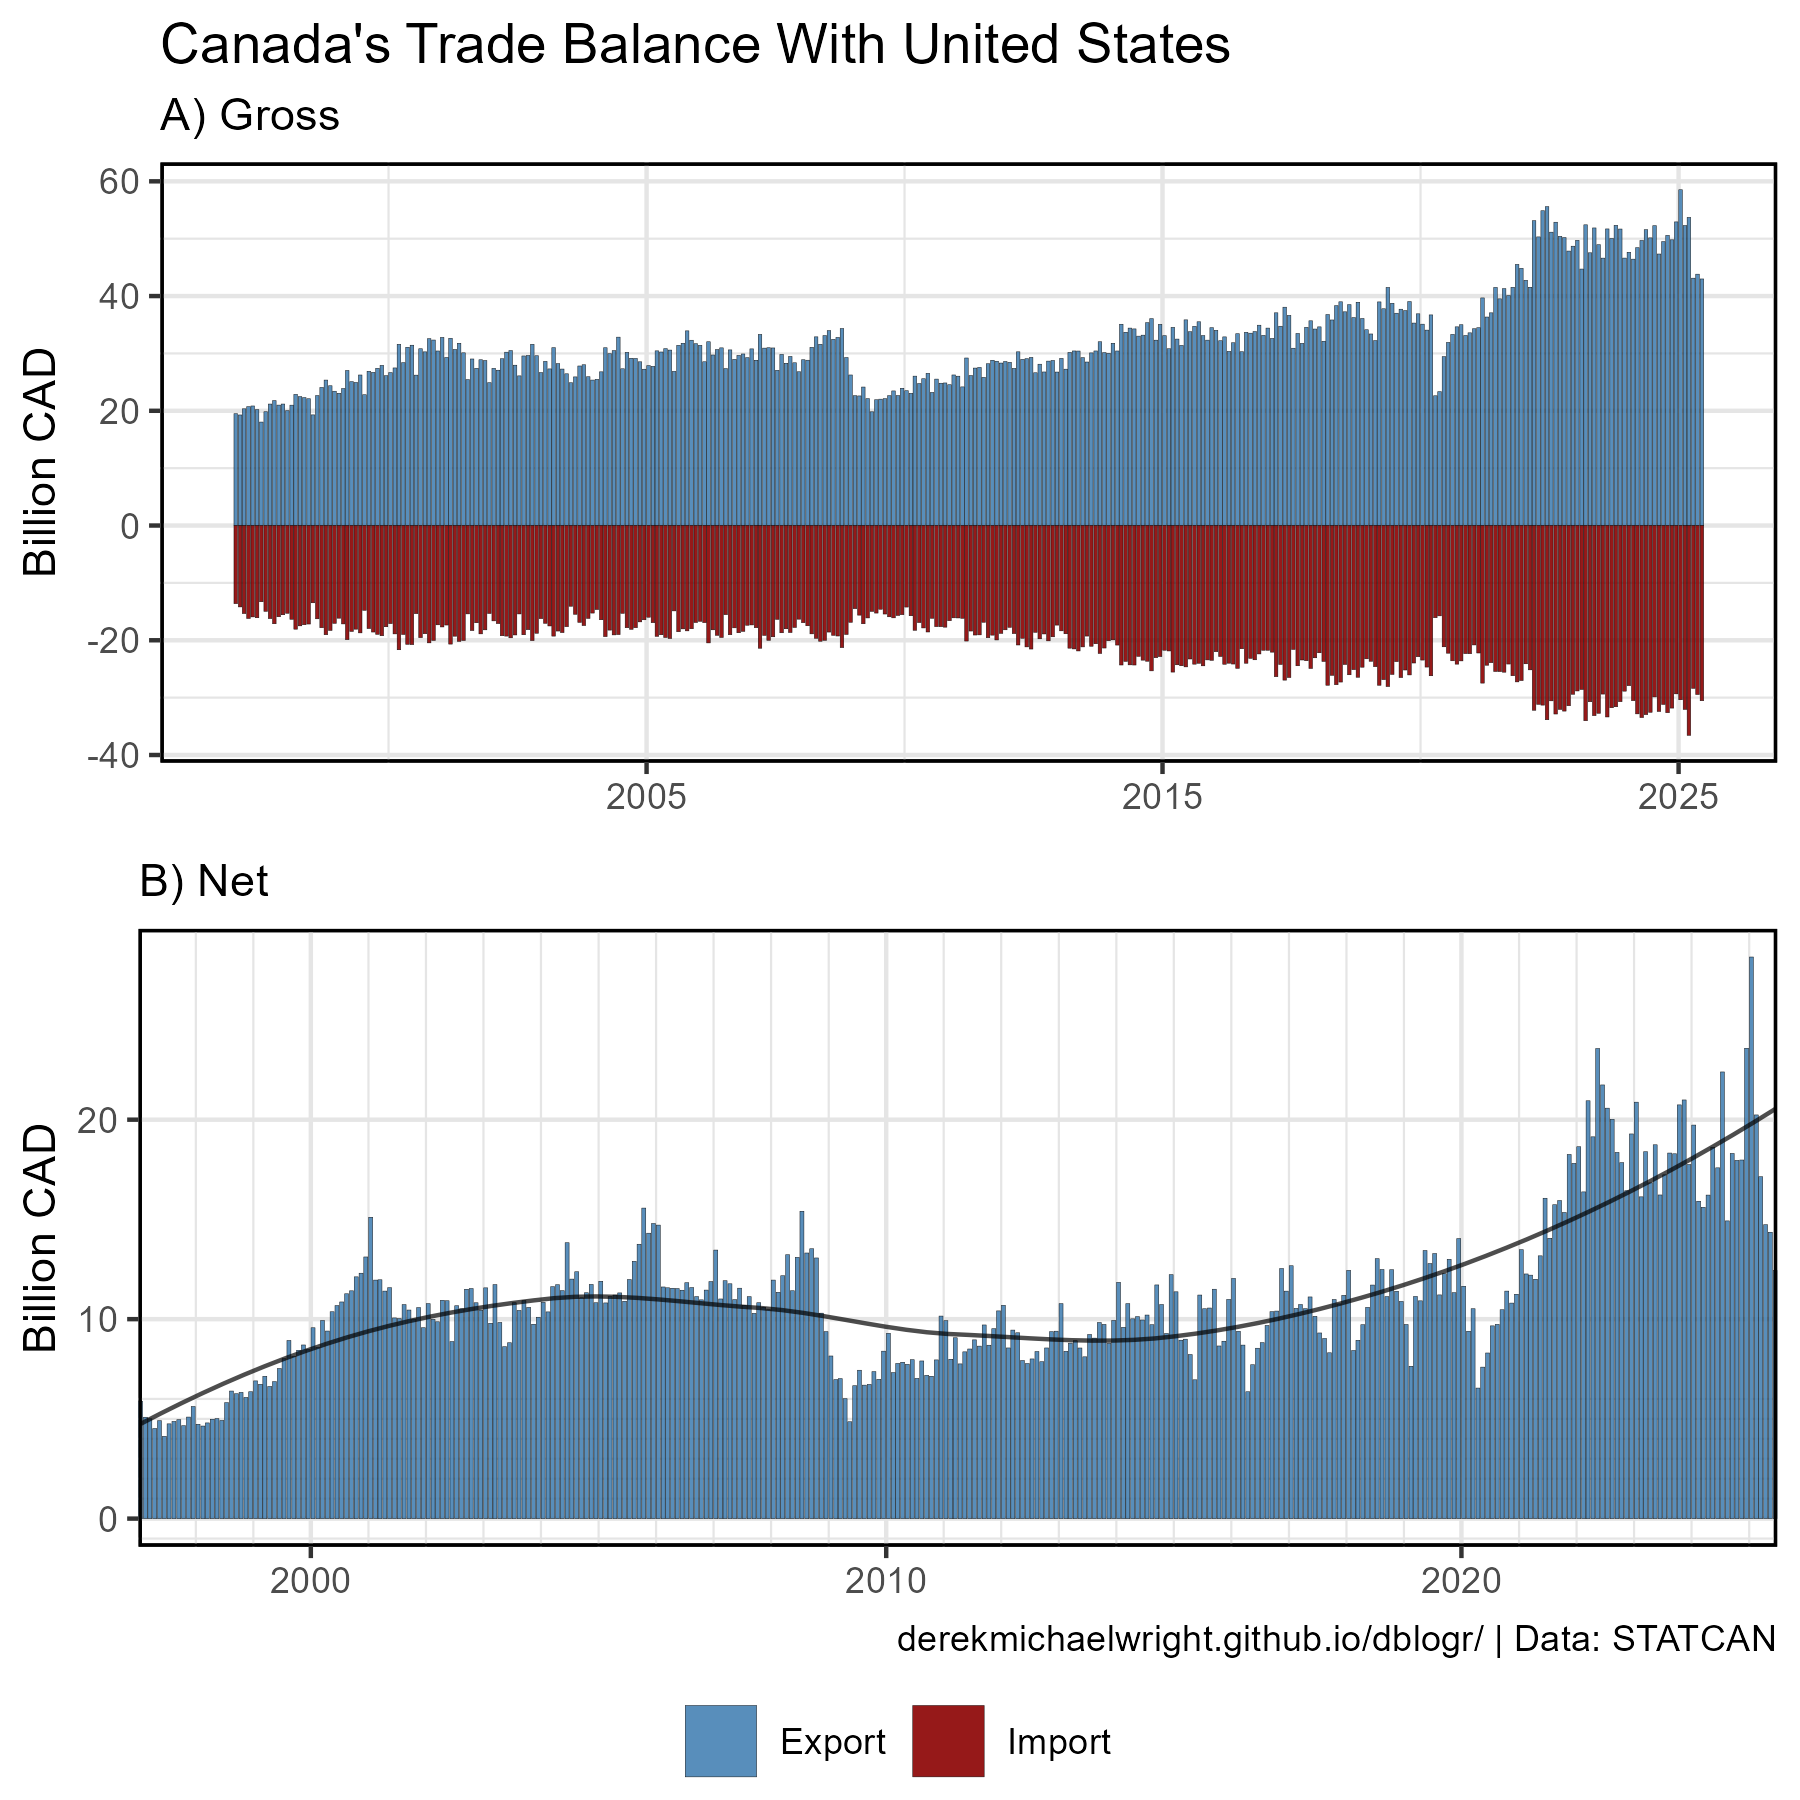 Canada's Trade Balance With United States
A) Gross
Billion CAD
60
40
20
0
-20
-40
2005 2015 2025
B) Net
Billion CAD
20
10
0
2000 2010 2020
derekmichaelwright.github.io/dblogr/ | Data: STATCAN
Export Import